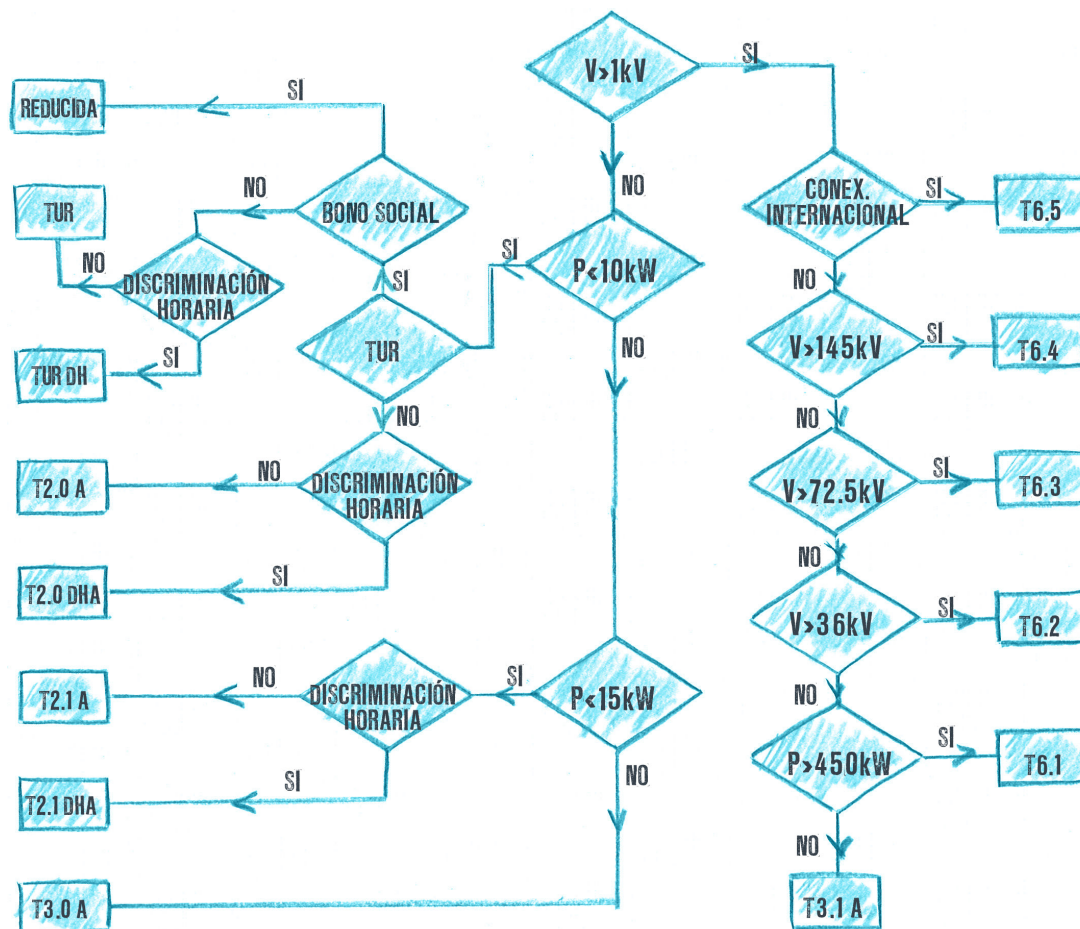 V>1kV
SI
SI
REDUCIDA
NO
NO
CONEX.
INTERNACIONAL
SI
T6.5
TUR
BONO SOCIAL
SI
P<10kW
NO
DISCRIMINACIÓN
HORARIA
SI
NO
V>145kV
SI
T6.4
TUR
NO
TUR DH
SI
NO
NO
T2.0 A
NO
DISCRIMINACIÓN
HORARÍA
V>72.5kV
SI
T6.3
NO
T2.0 DHA
SI
V>36kV
SI
T6.2
T2.1 A
NO
DISCRIMINACIÓN
HORARIA
SI
P<15kW
NO
P>450kW
SI
T6.1
T2.1 DHA
SI
NO
NO
T3.0 A
T3.1 A